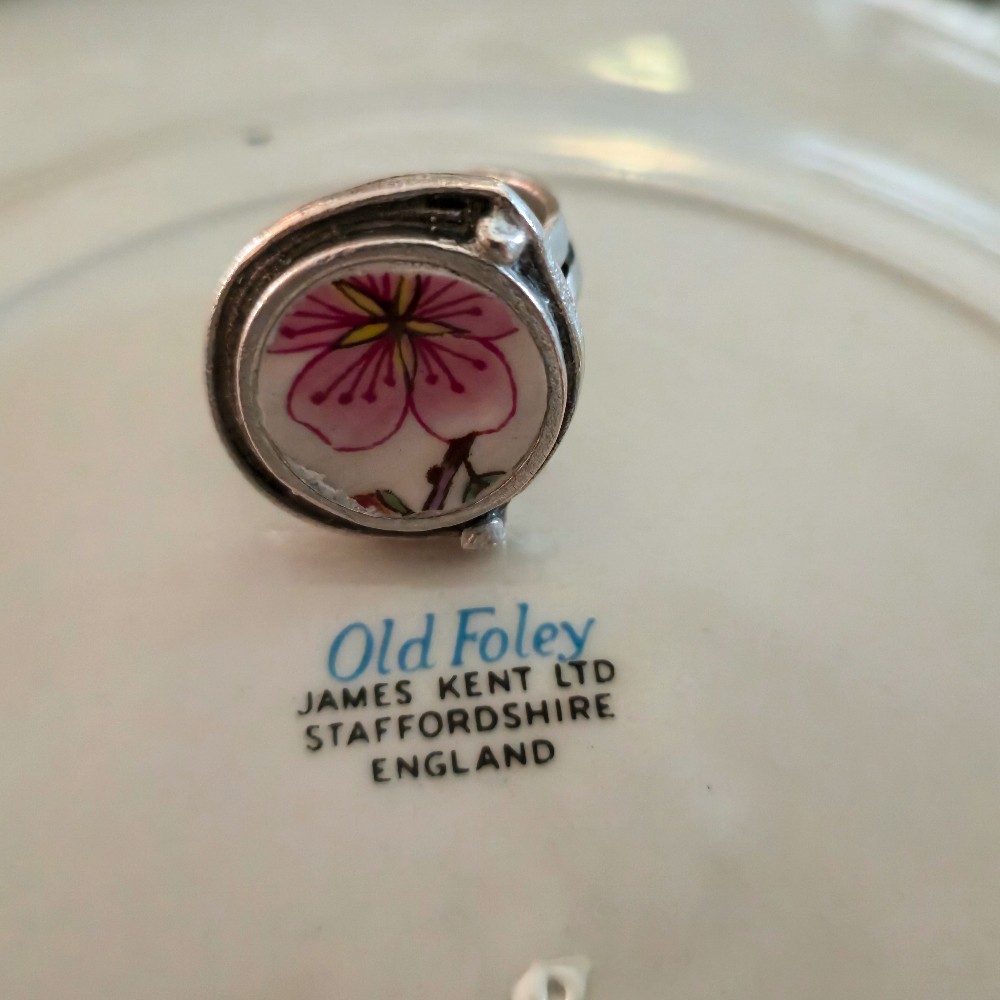 Old Foley
JAMES KENT LTD
STAFFORDSHIRE
ENGLAND